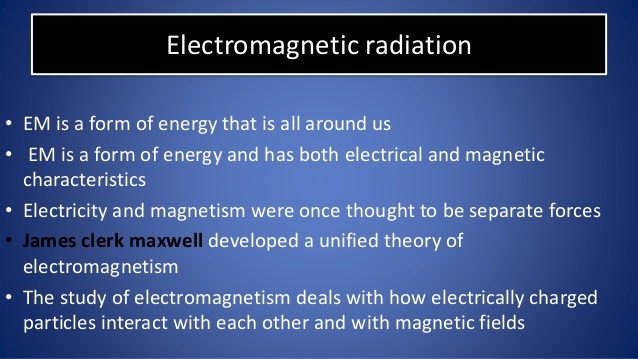 Electromagnetic radiation
• EM is a form of energy that is all around us
• EM is a form of energy and has both electrical and magnetic
characteristics
• Electricity and magnetism were once thought to be separate forces
• James clerk maxwell developed a unified theory of
electromagnetism
• The study of electromagnetism deals with how electrically charged
particles interact with each other and with magnetic fields